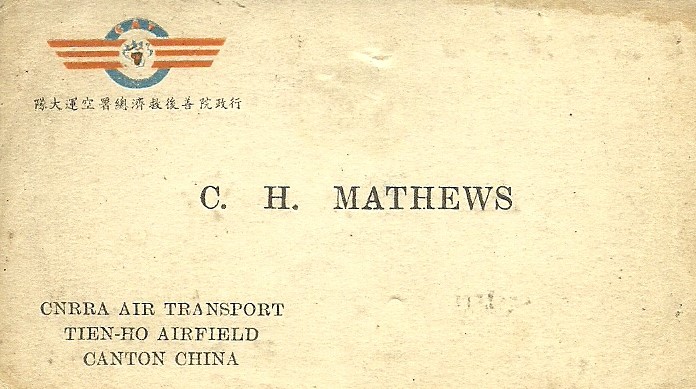 CAT
隊大運空署總濟救後善院政行
C. H. MATHEWS
CNRRA AIR TRANSPORT
TIEN-HO AIRFIELD
CANTON CHINA